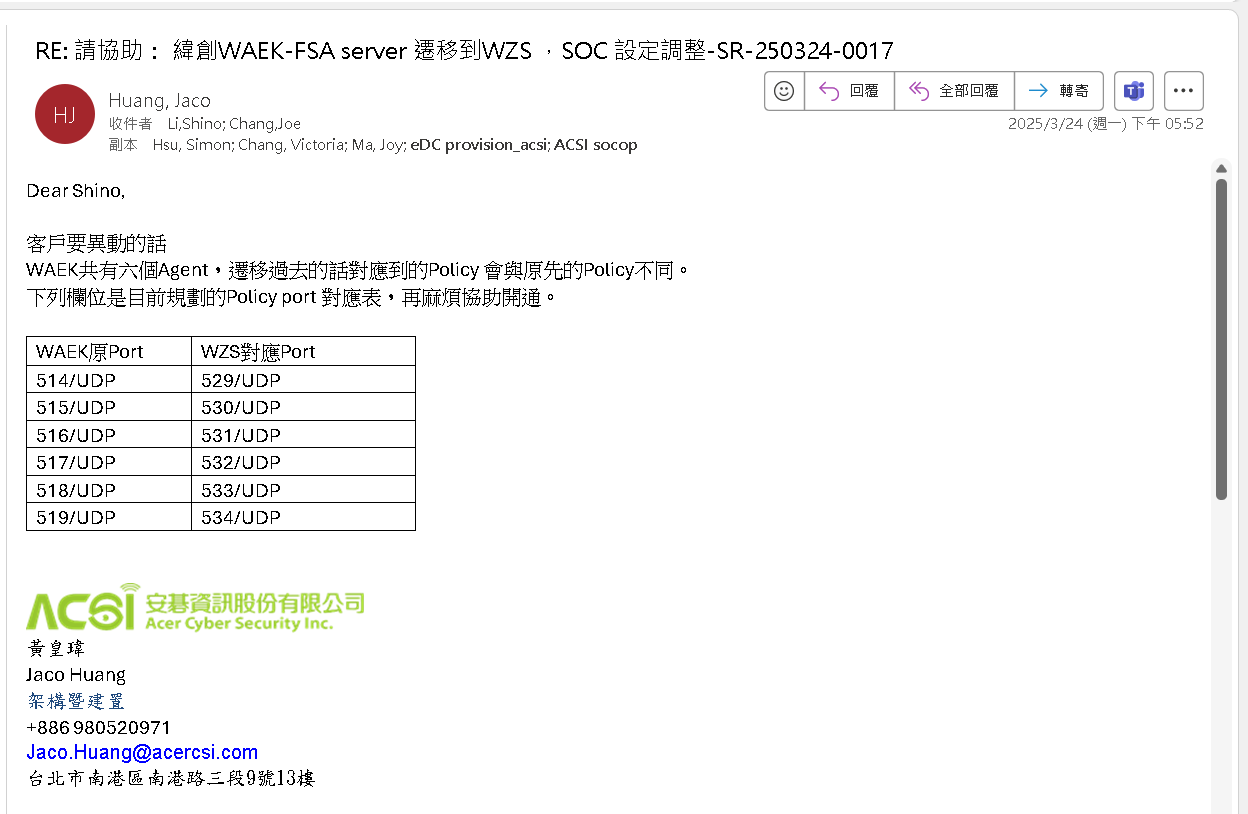 RE: 請協助： 緯創WAEK-FSA server 遷移到WZS ，SOC 設定調整-SR-250324-0017
HJ
Huang, Jaco
回覆
全部回覆
轉寄
收件者 Li,Shino; Chang,Joe
2025/3/24 (週一) 下午 05:52
副本 Hsu, Simon; Chang, Victoria; Ma, Joy; eDC provision_acsi; ACSI socop
Dear Shino,
客戶要異動的話
WAEK共有六個Agent，遷移過去的話對應到的Policy 會與原先的Policy不同。
下列欄位是目前規劃的Policy port 對應表，再麻煩協助開通。
WAEK原Port WZS對應Port
514/UDP 529/UDP
515/UDP 530/UDP
516/UDP 531/UDP
517/UDP 532/UDP
518/UDP 533/UDP
519/UDP 534/UDP
ACSI 安碁資訊股份有限公司
Acer Cyber Security Inc.
黃皇瑋
Jaco Huang
架構暨建置
+886 980520971
Jaco.Huang@acercsi.com
台北市南港區南港路三段9號13樓